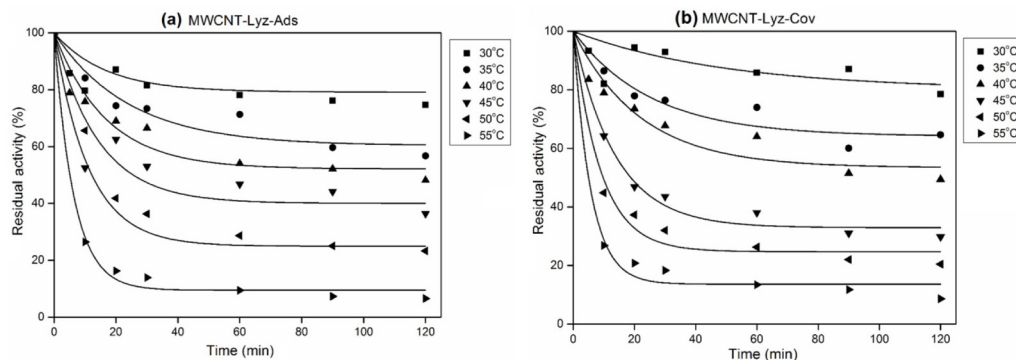 (a) MWCNT-Lyz-Ads
Residual activity (%)
100
80
60
40
20
0
0 20 40 60 80 100 120
Time (min)
30°C
35°C
40°C
45°C
50°C
55°C
(b) MWCNT-Lyz-Cov
Residual activity (%)
100
80
60
40
20
0
0 20 40 60 80 100 120
Time (min)
30°C
35°C
40°C
45°C
50°C
55°C